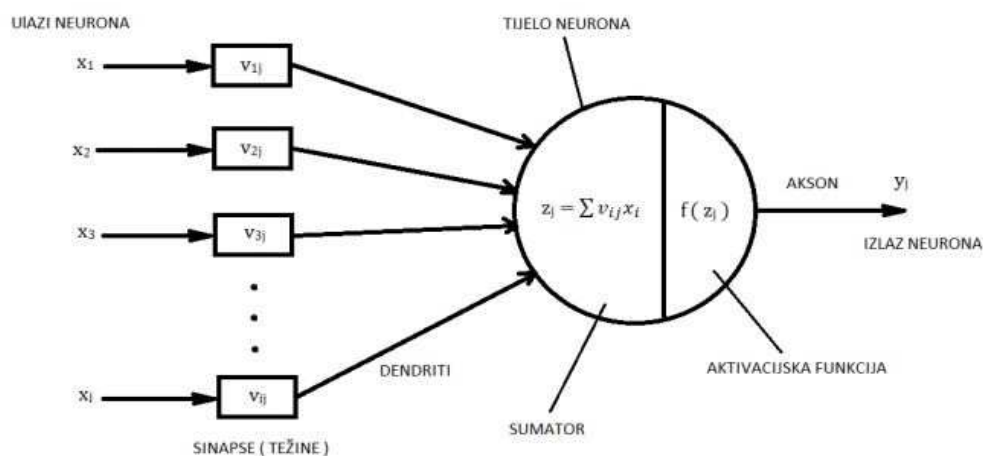 UlAZI NEURONA
TIJELO NEURONA
x₁
v₁ⱼ
x₂
v₂ⱼ
x₃
v₃ⱼ
zⱼ = ∑ vᵢⱼxᵢ
f ( zⱼ )
AKSON
yⱼ
IZLAZ NEURONA
DENDRITI
AKTIVACIJSKA FUNKCIJA
xᵢ
vᵢⱼ
SUMATOR
SINAPSE ( TEŽINE )